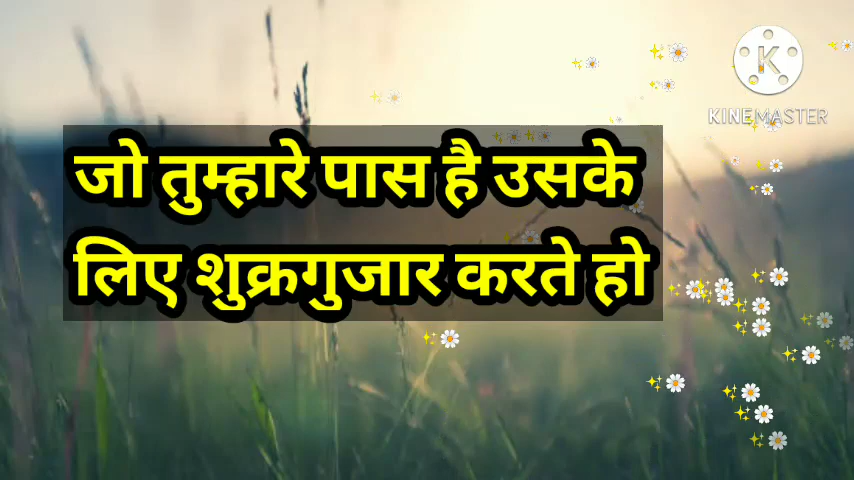 KINEMASTER
जो तुम्हारे पास है उसके
लिए शुक्रगुजार करते हो